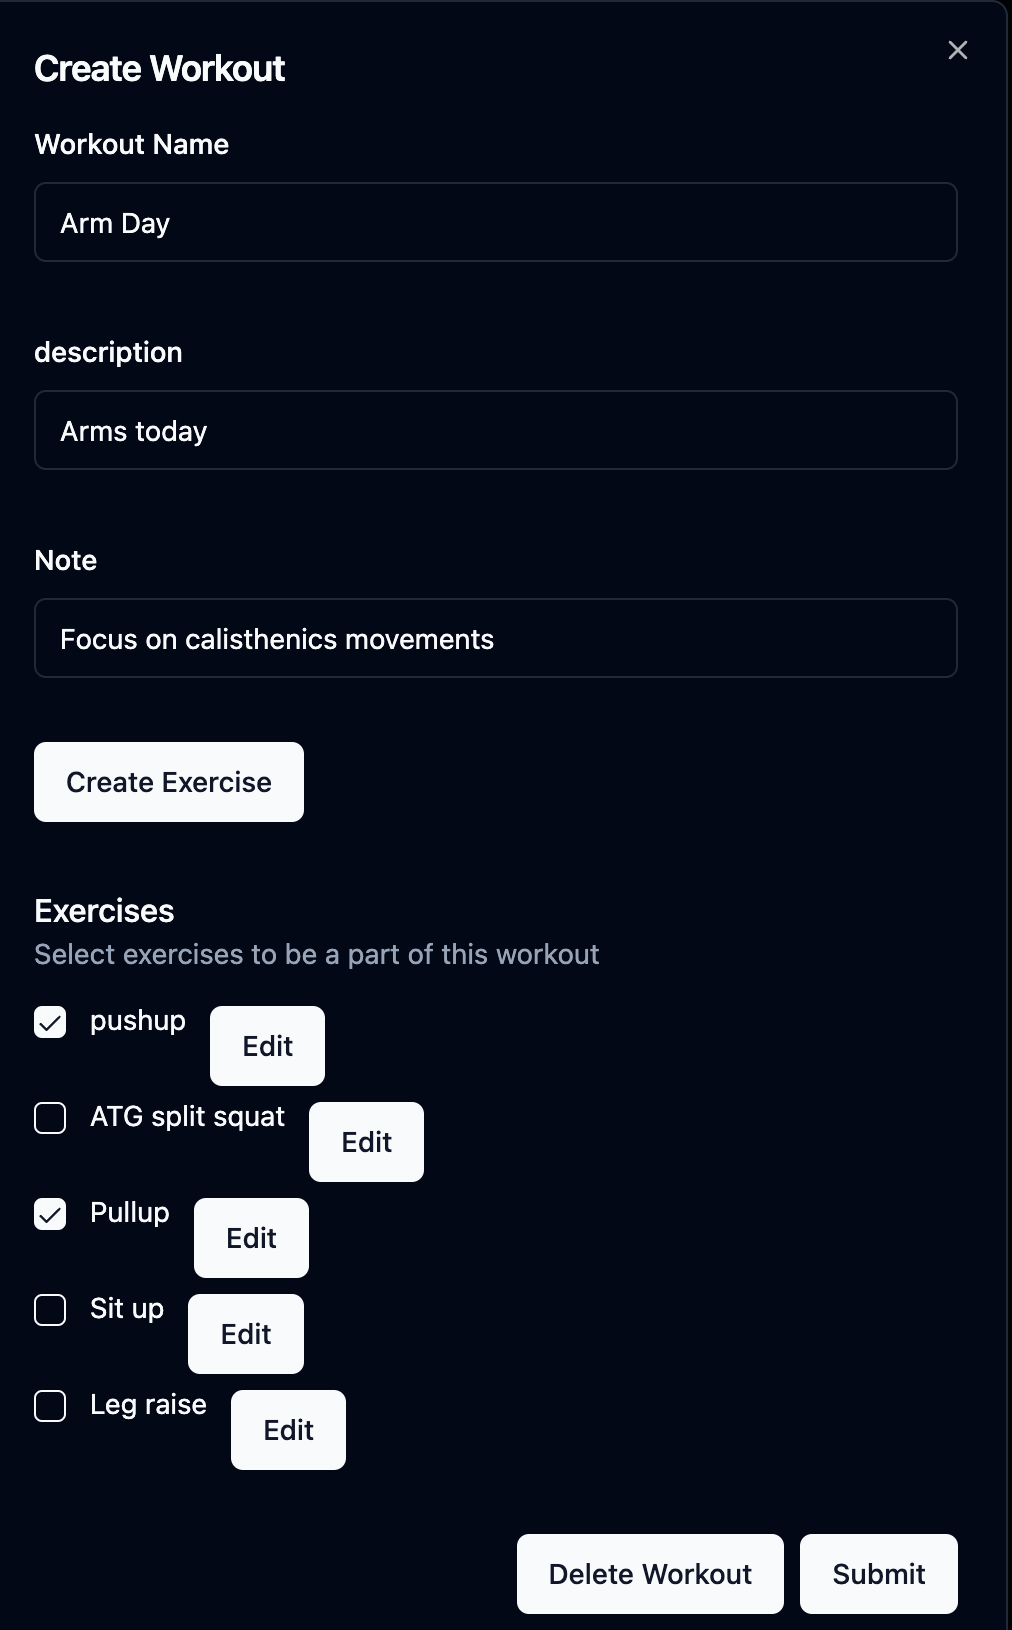 Create Workout
Workout Name
Arm Day
description
Arms today
Note
Focus on calisthenics movements
Create Exercise
Exercises
Select exercises to be a part of this workout
pushup Edit
ATG split squat Edit
Pullup Edit
Sit up Edit
Leg raise Edit
Delete Workout Submit